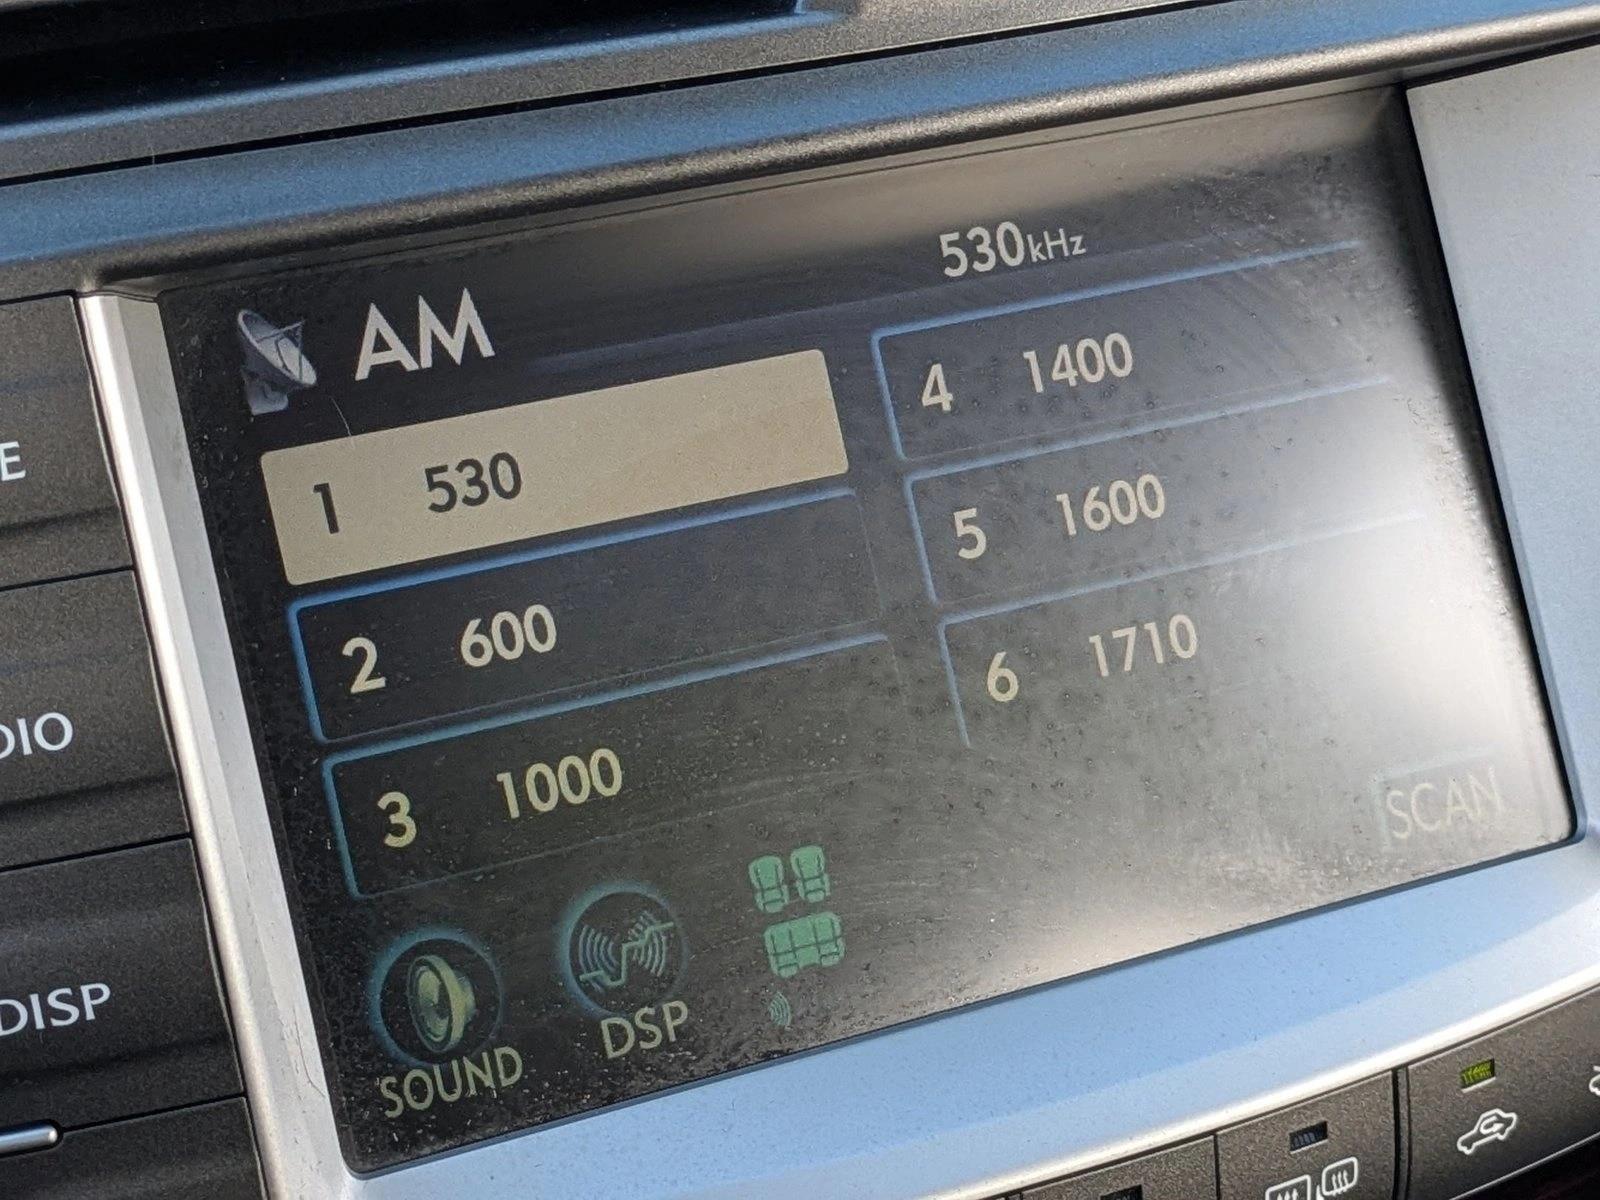 AM
530kHz
1 530
2 600
3 1000
4 1400
5 1600
6 1710
SCAN
SOUND
DSP
E
DIO
DISP